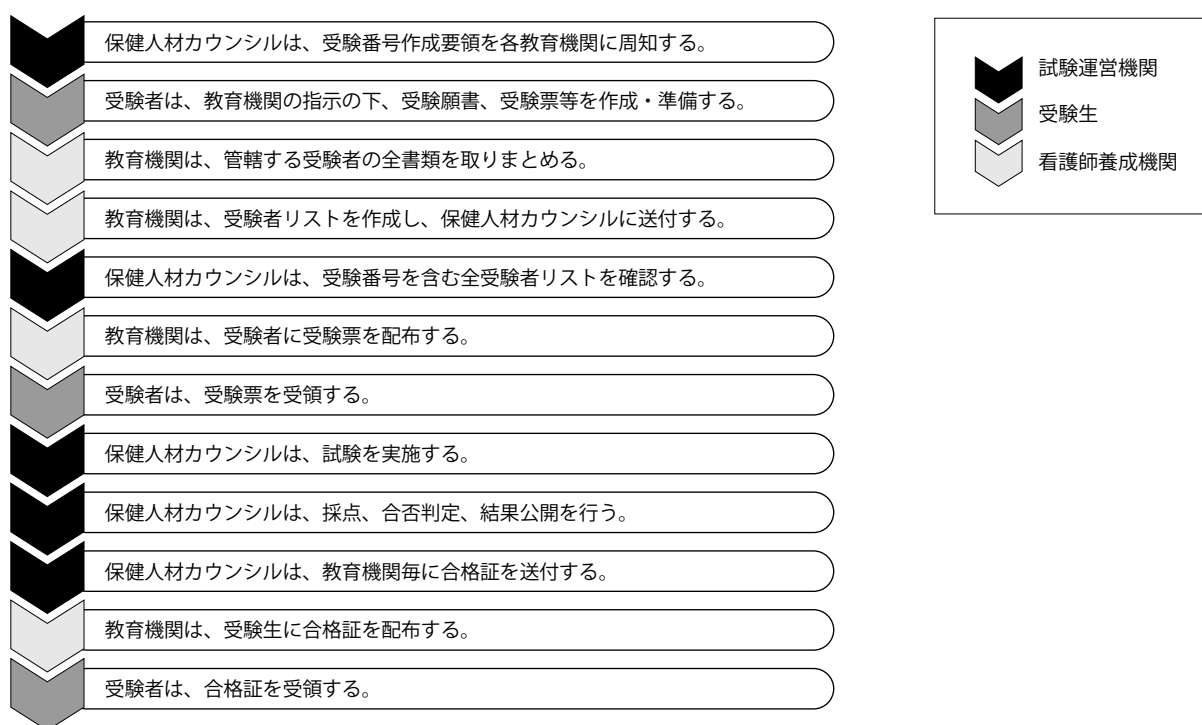 保健人材カウンシルは、受験番号作成要領を各教育機関に周知する。
受験者は、教育機関の指示の下、受験願書、受験票等を作成・準備する。
教育機関は、管轄する受験者の全書類を取りまとめる。
教育機関は、受験者リストを作成し、保健人材カウンシルに送付する。
保健人材カウンシルは、受験番号を含む全受験者リストを確認する。
教育機関は、受験者に受験票を配布する。
受験者は、受験票を受領する。
保健人材カウンシルは、試験を実施する。
保健人材カウンシルは、採点、合否判定、結果公開を行う。
保健人材カウンシルは、教育機関毎に合格証を送付する。
教育機関は、受験生に合格証を配布する。
受験者は、合格証を受領する。
試験運営機関
受験生
看護師養成機関